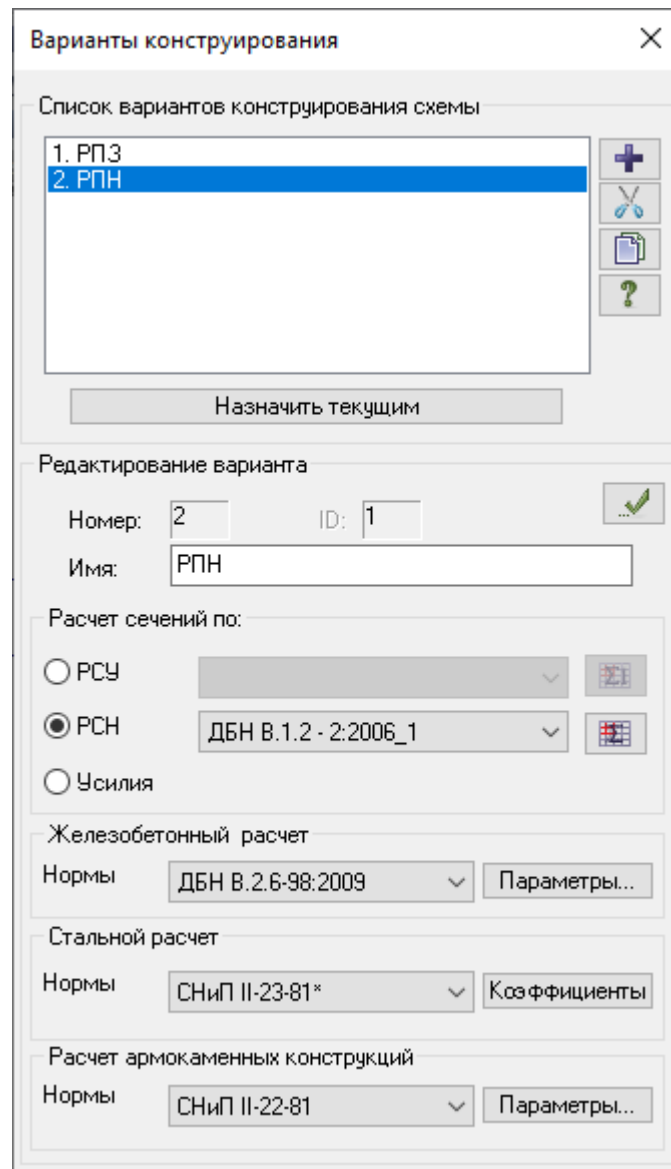 Варианты конструирования
Список вариантов конструирования схемы
1. РПЗ
2. РПН
Назначить текущим
Редактирование варианта
Номер: 2 ID: 1
Имя: РПН
Расчет сечений по:
РСУ
РСН ДБН В.1.2 - 2:2006_1
Усилия
Железобетонный расчет
Нормы ДБН В.2.6-98:2009 Параметры...
Стальной расчет
Нормы СНиП II-23-81* Коэффициенты
Расчет армокаменных конструкций
Нормы СНиП II-22-81 Параметры...